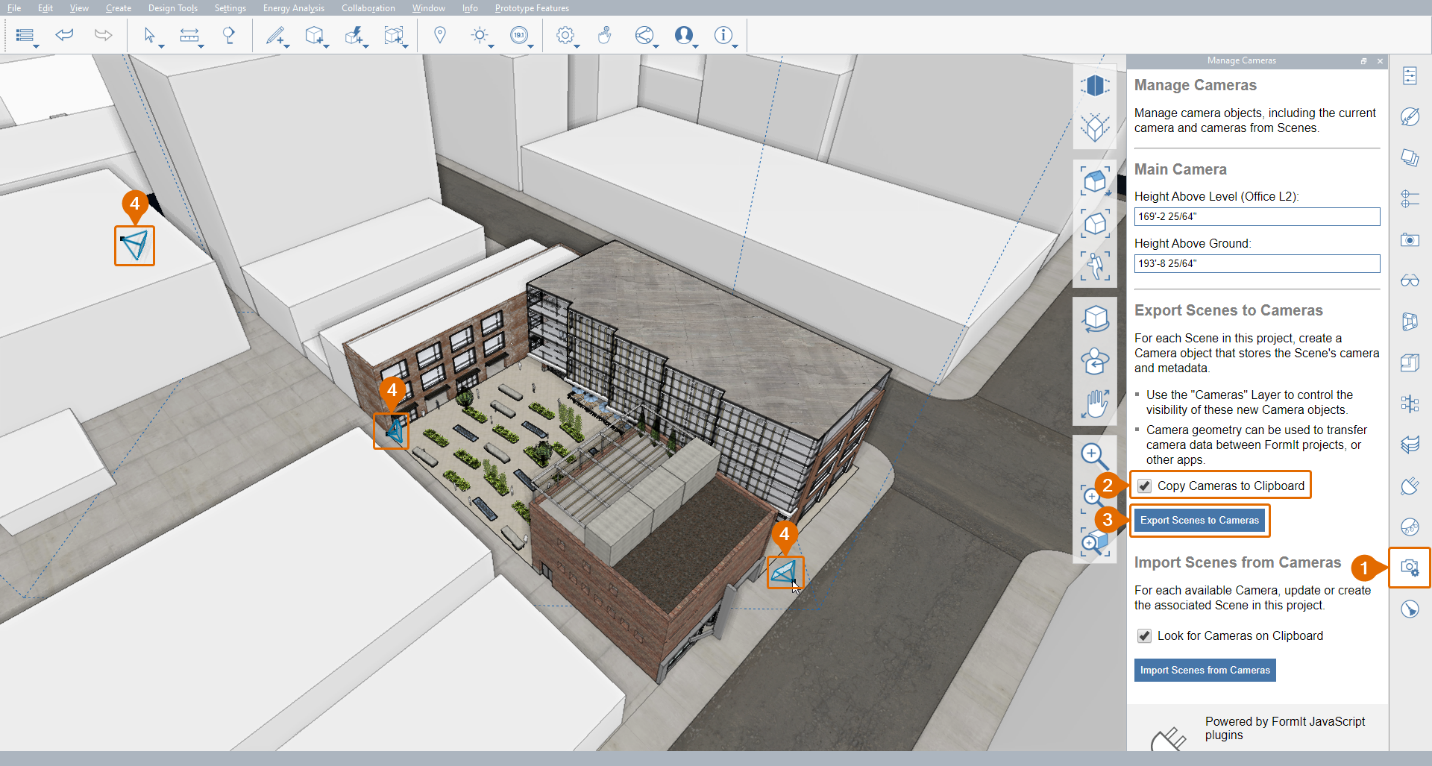 File Edit View Create Design Tools Settings Energy Analysis Collaboration Window Info Prototype Features
19.1
Manage Cameras
Manage Cameras
Manage camera objects, including the current
camera and cameras from Scenes.
Main Camera
Height Above Level (Office L2):
169'-2 25/64"
Height Above Ground:
193'-8 25/64"
Export Scenes to Cameras
For each Scene in this project, create a
Camera object that stores the Scene's camera
and metadata.
Use the "Cameras" Layer to control the
visibility of these new Camera objects.
Camera geometry can be used to transfer
camera data between FormIt projects, or
other apps.
2
Copy Cameras to Clipboard
3
Export Scenes to Cameras
Import Scenes from Cameras
1
For each available Camera, update or create
the associated Scene in this project.
Look for Cameras on Clipboard
Import Scenes from Cameras
Powered by FormIt JavaScript
plugins
4
4
4